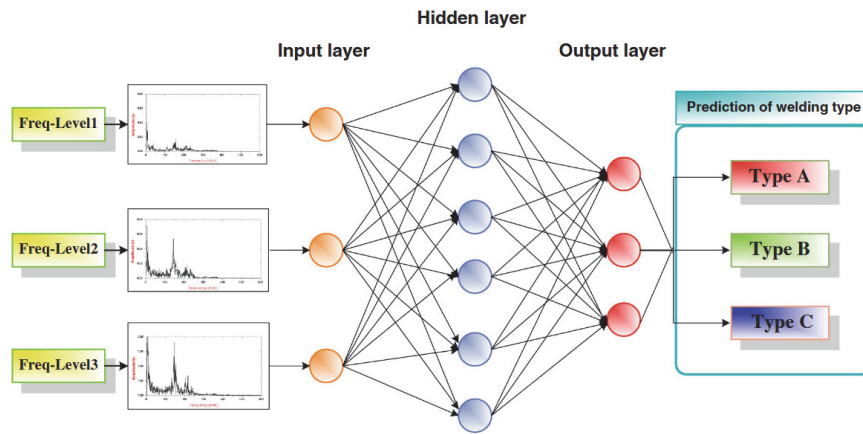 Hidden layer
Input layer
Output layer
Prediction of welding type
Freq-Level1
Freq-Level2
Freq-Level3
Type A
Type B
Type C